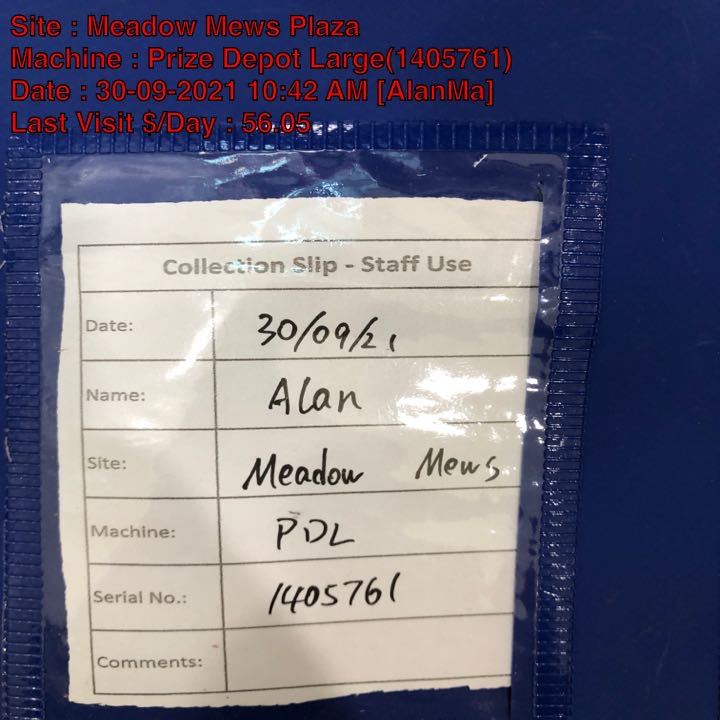 Site : Meadow Mews Plaza
Machine : Prize Depot Large(1405761)
Date : 30-09-2021 10:42 AM [AlanMa]
Last Visit $/Day : 56.05
Collection Slip - Staff Use
Date: 30/09/21
Name: Alan
Site: Meadow Mews
Machine: PDL
Serial No.: 1405761
Comments: